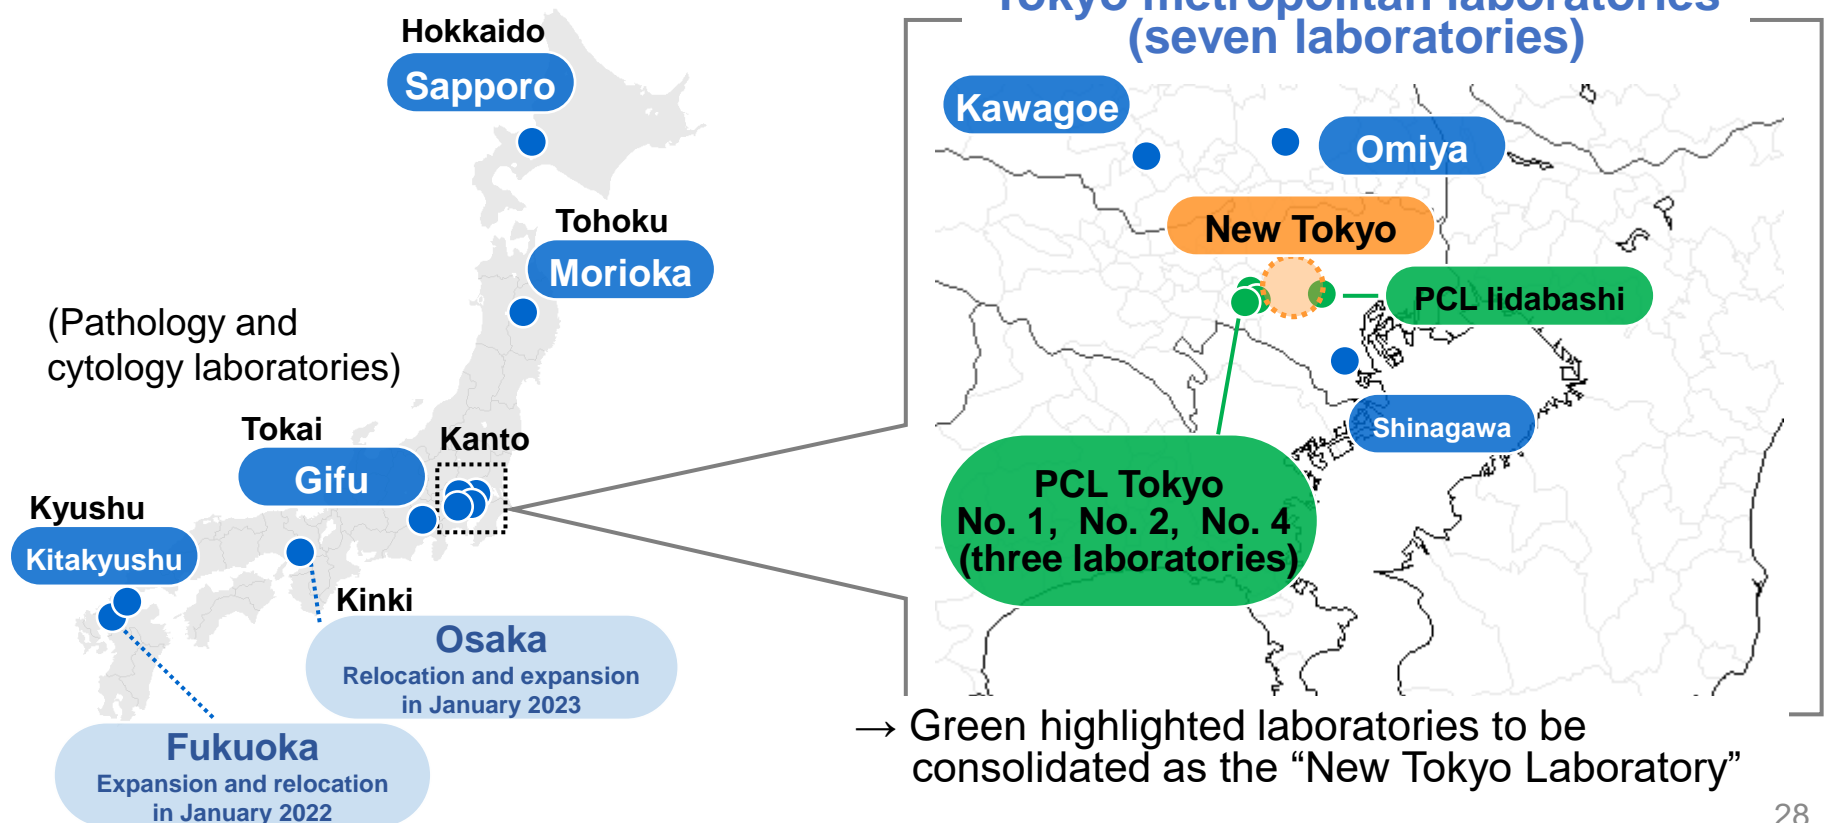 Hokkaido
Sapporo
Tohoku
Morioka
(Pathology and
cytology laboratories)
Tokai
Gifu
Kanto
Kyushu
Kitakyushu
Kinki
Osaka
Relocation and expansion
in January 2023
Fukuoka
Expansion and relocation
in January 2022
Tokyo metropolitan laboratories
(seven laboratories)
Kawagoe
Omiya
New Tokyo
PCL Iidabashi
Shinagawa
PCL Tokyo
No. 1, No. 2, No. 4
(three laboratories)
→ Green highlighted laboratories to be
consolidated as the “New Tokyo Laboratory”
28